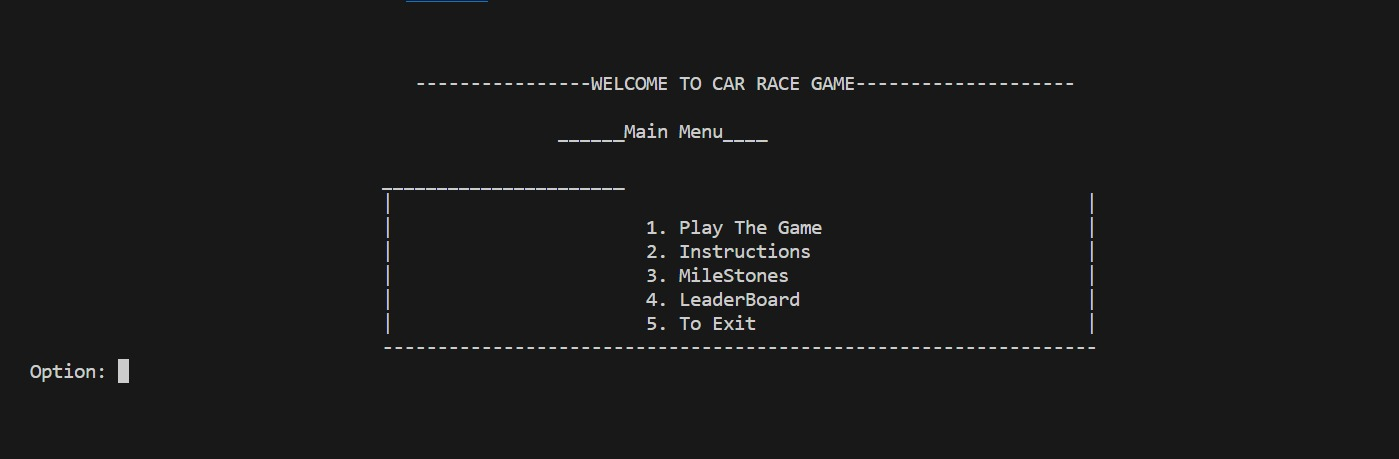 ----------------WELCOME TO CAR RACE GAME--------------------
______Main Menu____
______________________
| |
| 1. Play The Game |
| 2. Instructions |
| 3. MileStones |
| 4. LeaderBoard |
| 5. To Exit |
-----------------------------------------------------------------
Option: